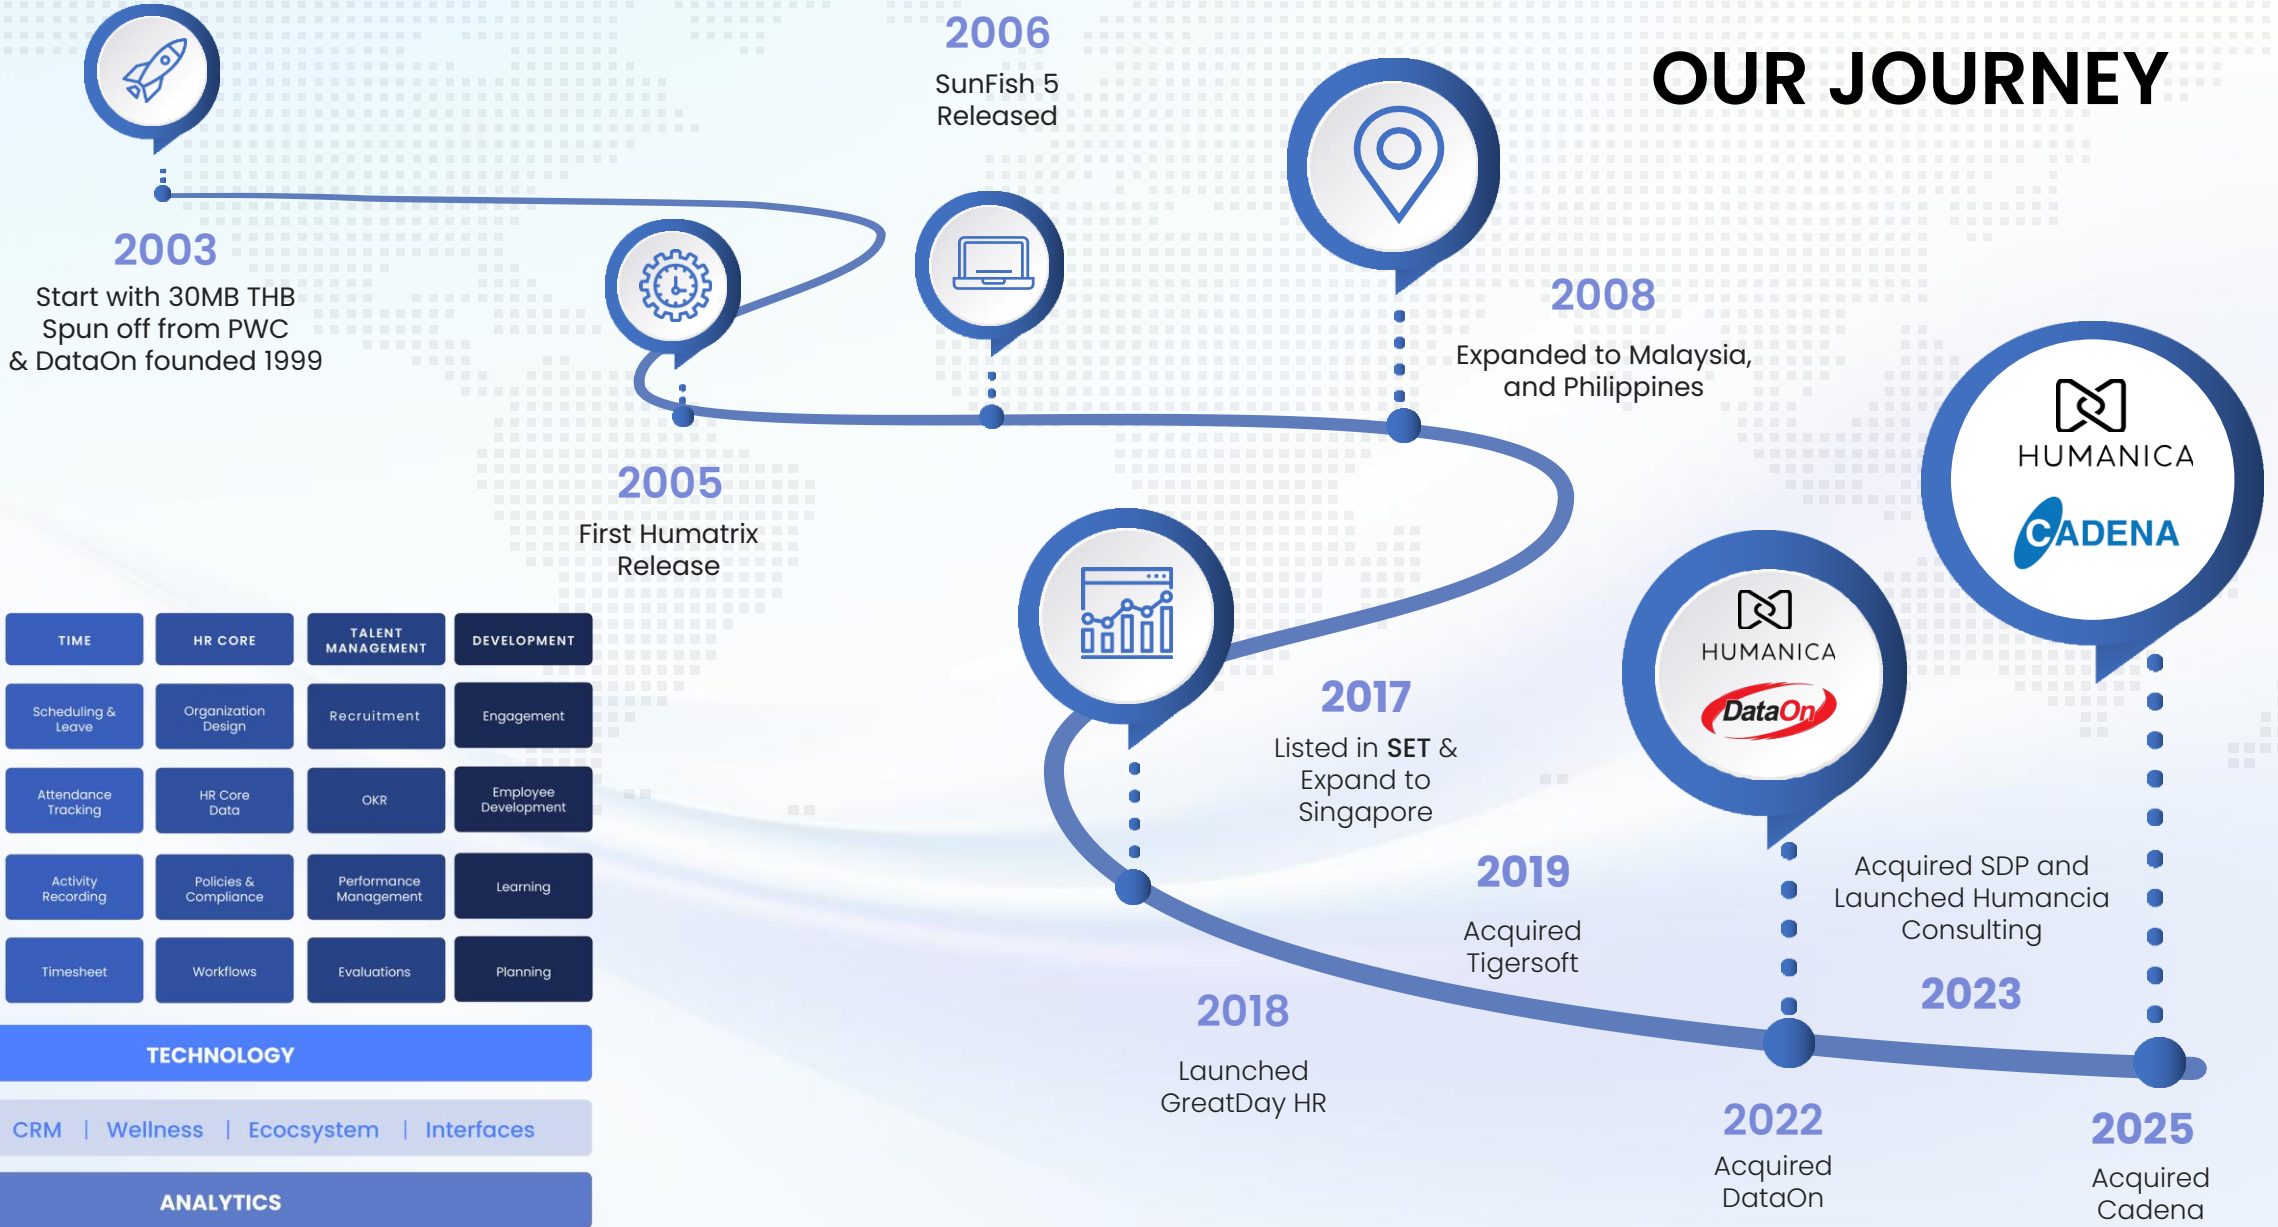 OUR JOURNEY
2003
Start with 30MB THB
Spun off from PWC
& DataOn founded 1999
2005
First Humatrix
Release
2006
SunFish 5
Released
2008
Expanded to Malaysia,
and Philippines
2017
Listed in SET &
Expand to
Singapore
2018
Launched
GreatDay HR
2019
Acquired
Tigersoft
HUMANICA
DataOn
2022
Acquired
DataOn
Acquired SDP and
Launched Humancia
Consulting
2023
HUMANICA
CADENA
2025
Acquired
Cadena
TIME
HR CORE
TALENT
MANAGEMENT
DEVELOPMENT
Scheduling &
Leave
Organization
Design
Recruitment
Engagement
Attendance
Tracking
HR Core
Data
OKR
Employee
Development
Activity
Recording
Policies &
Compliance
Performance
Management
Learning
Timesheet
Workflows
Evaluations
Planning
TECHNOLOGY
CRM | Wellness | Ecocsystem | Interfaces
ANALYTICS